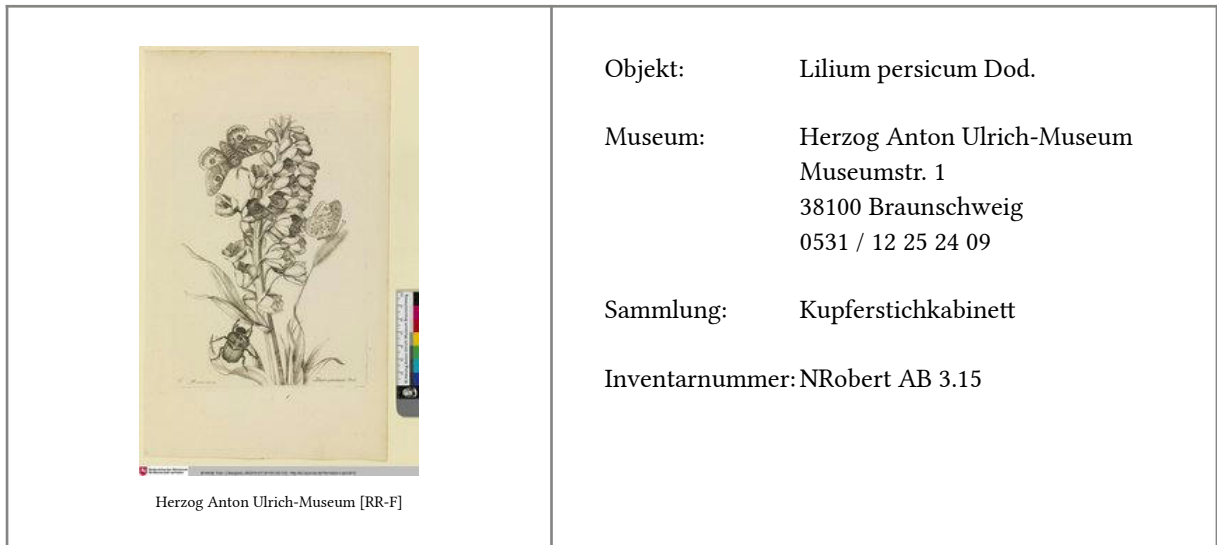 Objekt: Lilium persicum Dod.
Museum: Herzog Anton Ulrich-Museum
Museumstr. 1
38100 Braunschweig
0531 / 12 25 24 09
Sammlung: Kupferstichkabinett
Inventarnummer: NRobert AB 3.15
Herzog Anton Ulrich-Museum [RR-F]